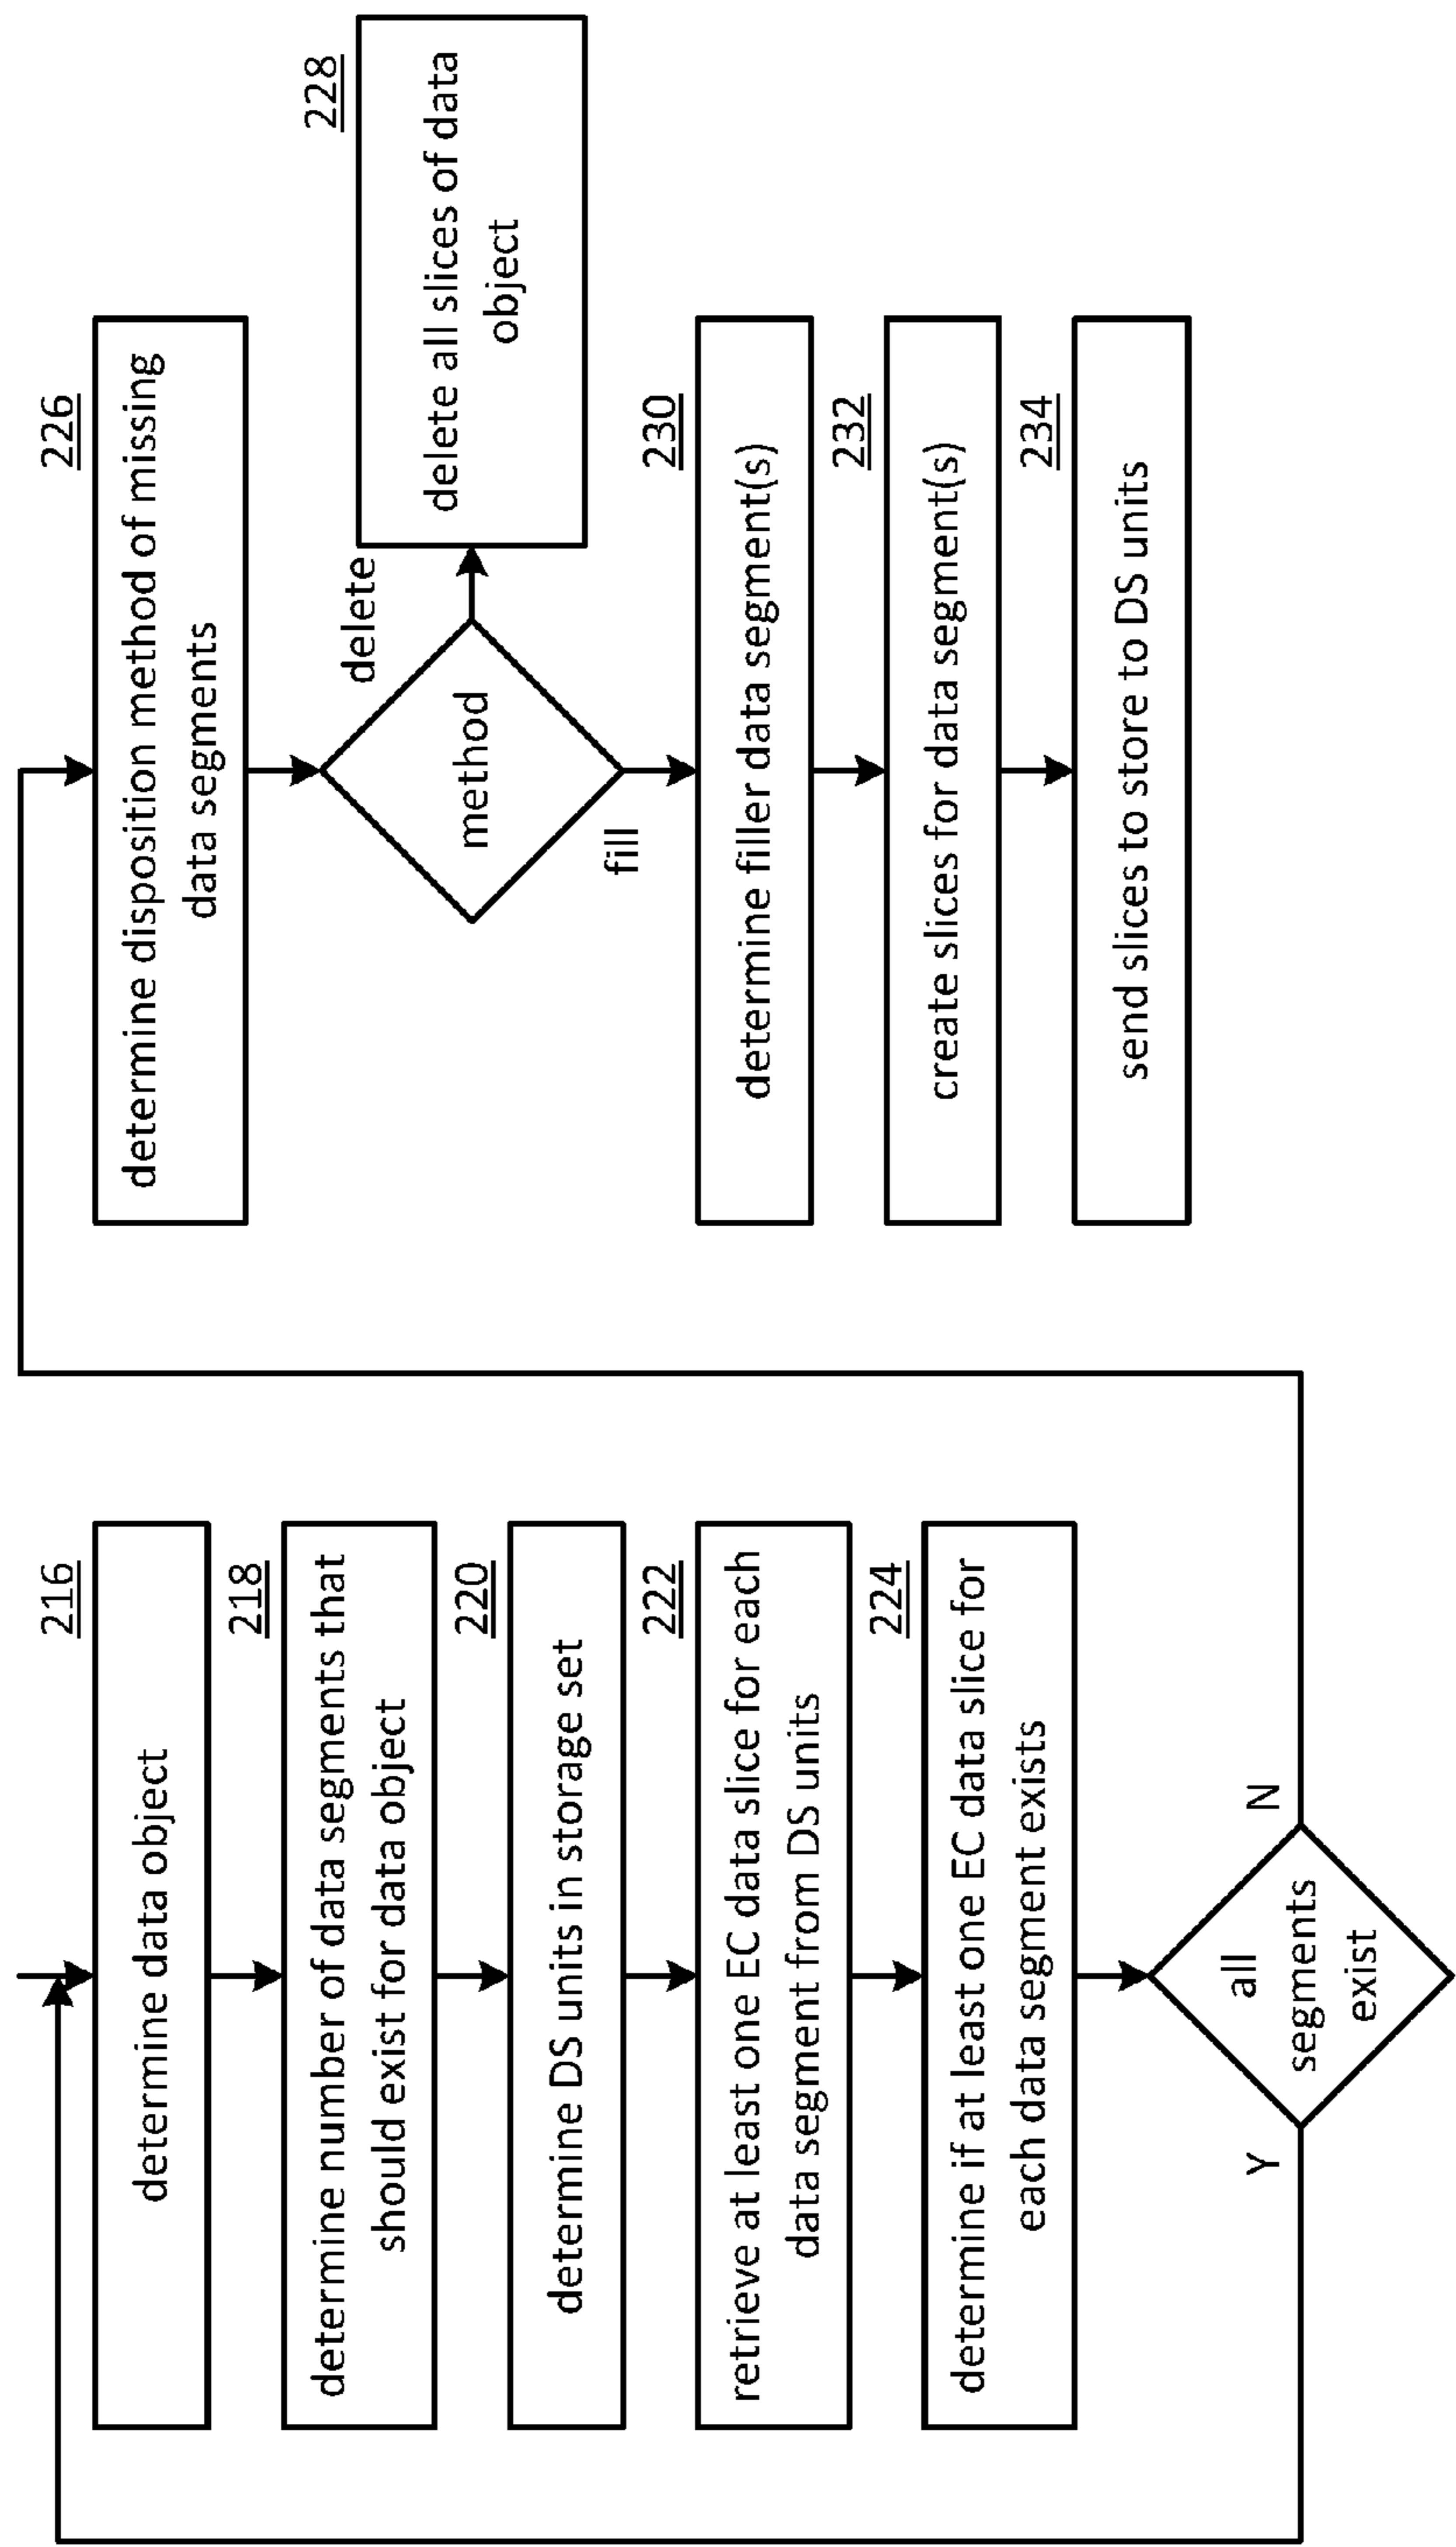 216
determine data object
218
determine number of data segments that
should exist for data object
220
determine DS units in storage set
222
retrieve at least one EC data slice for each
data segment from DS units
224
determine if at least one EC data slice for
each data segment exists
all
segments
exist
Y
N
226
determine disposition method of missing
data segments
method
delete
fill
228
delete all slices of data
object
230
determine filler data segment(s)
232
create slices for data segment(s)
234
send slices to store to DS units